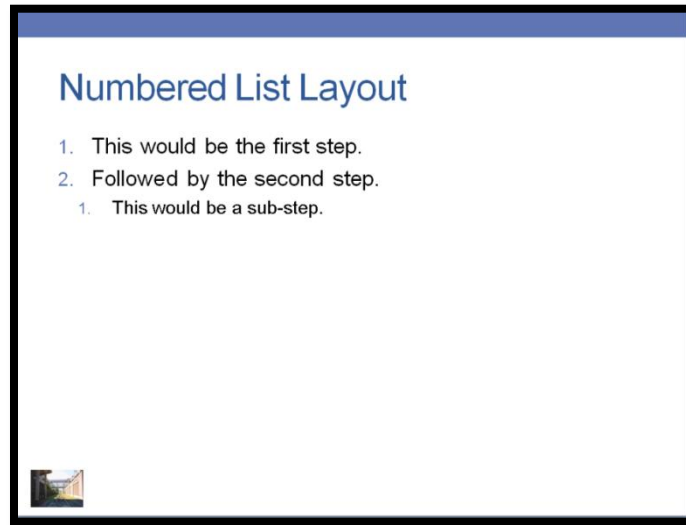 Numbered List Layout
1. This would be the first step.
2. Followed by the second step.
1. This would be a sub-step.